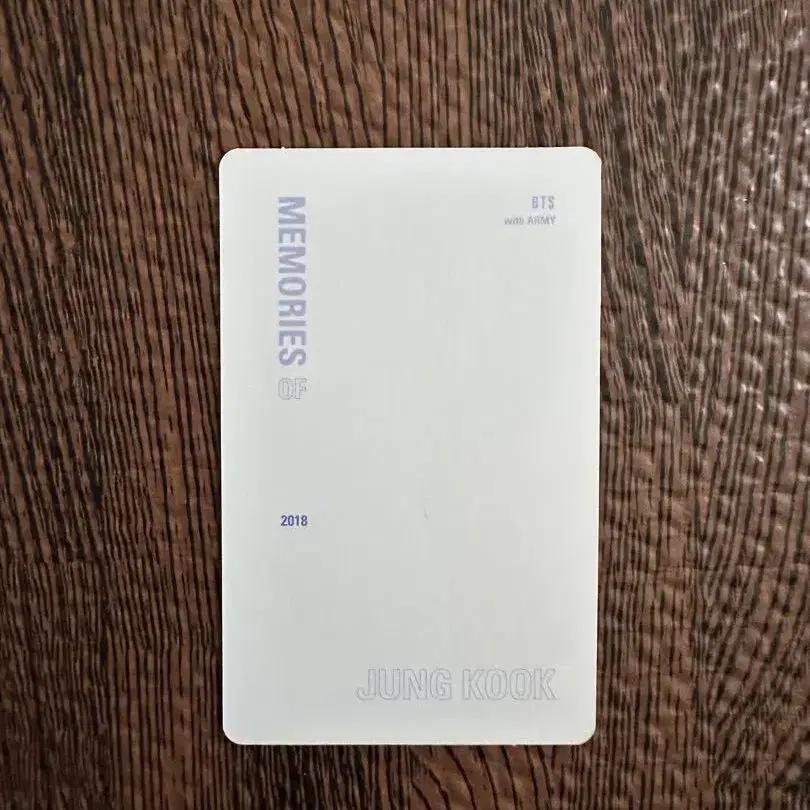 MEMORIES OF
2018
BTS
with ARMY
JUNG KOOK